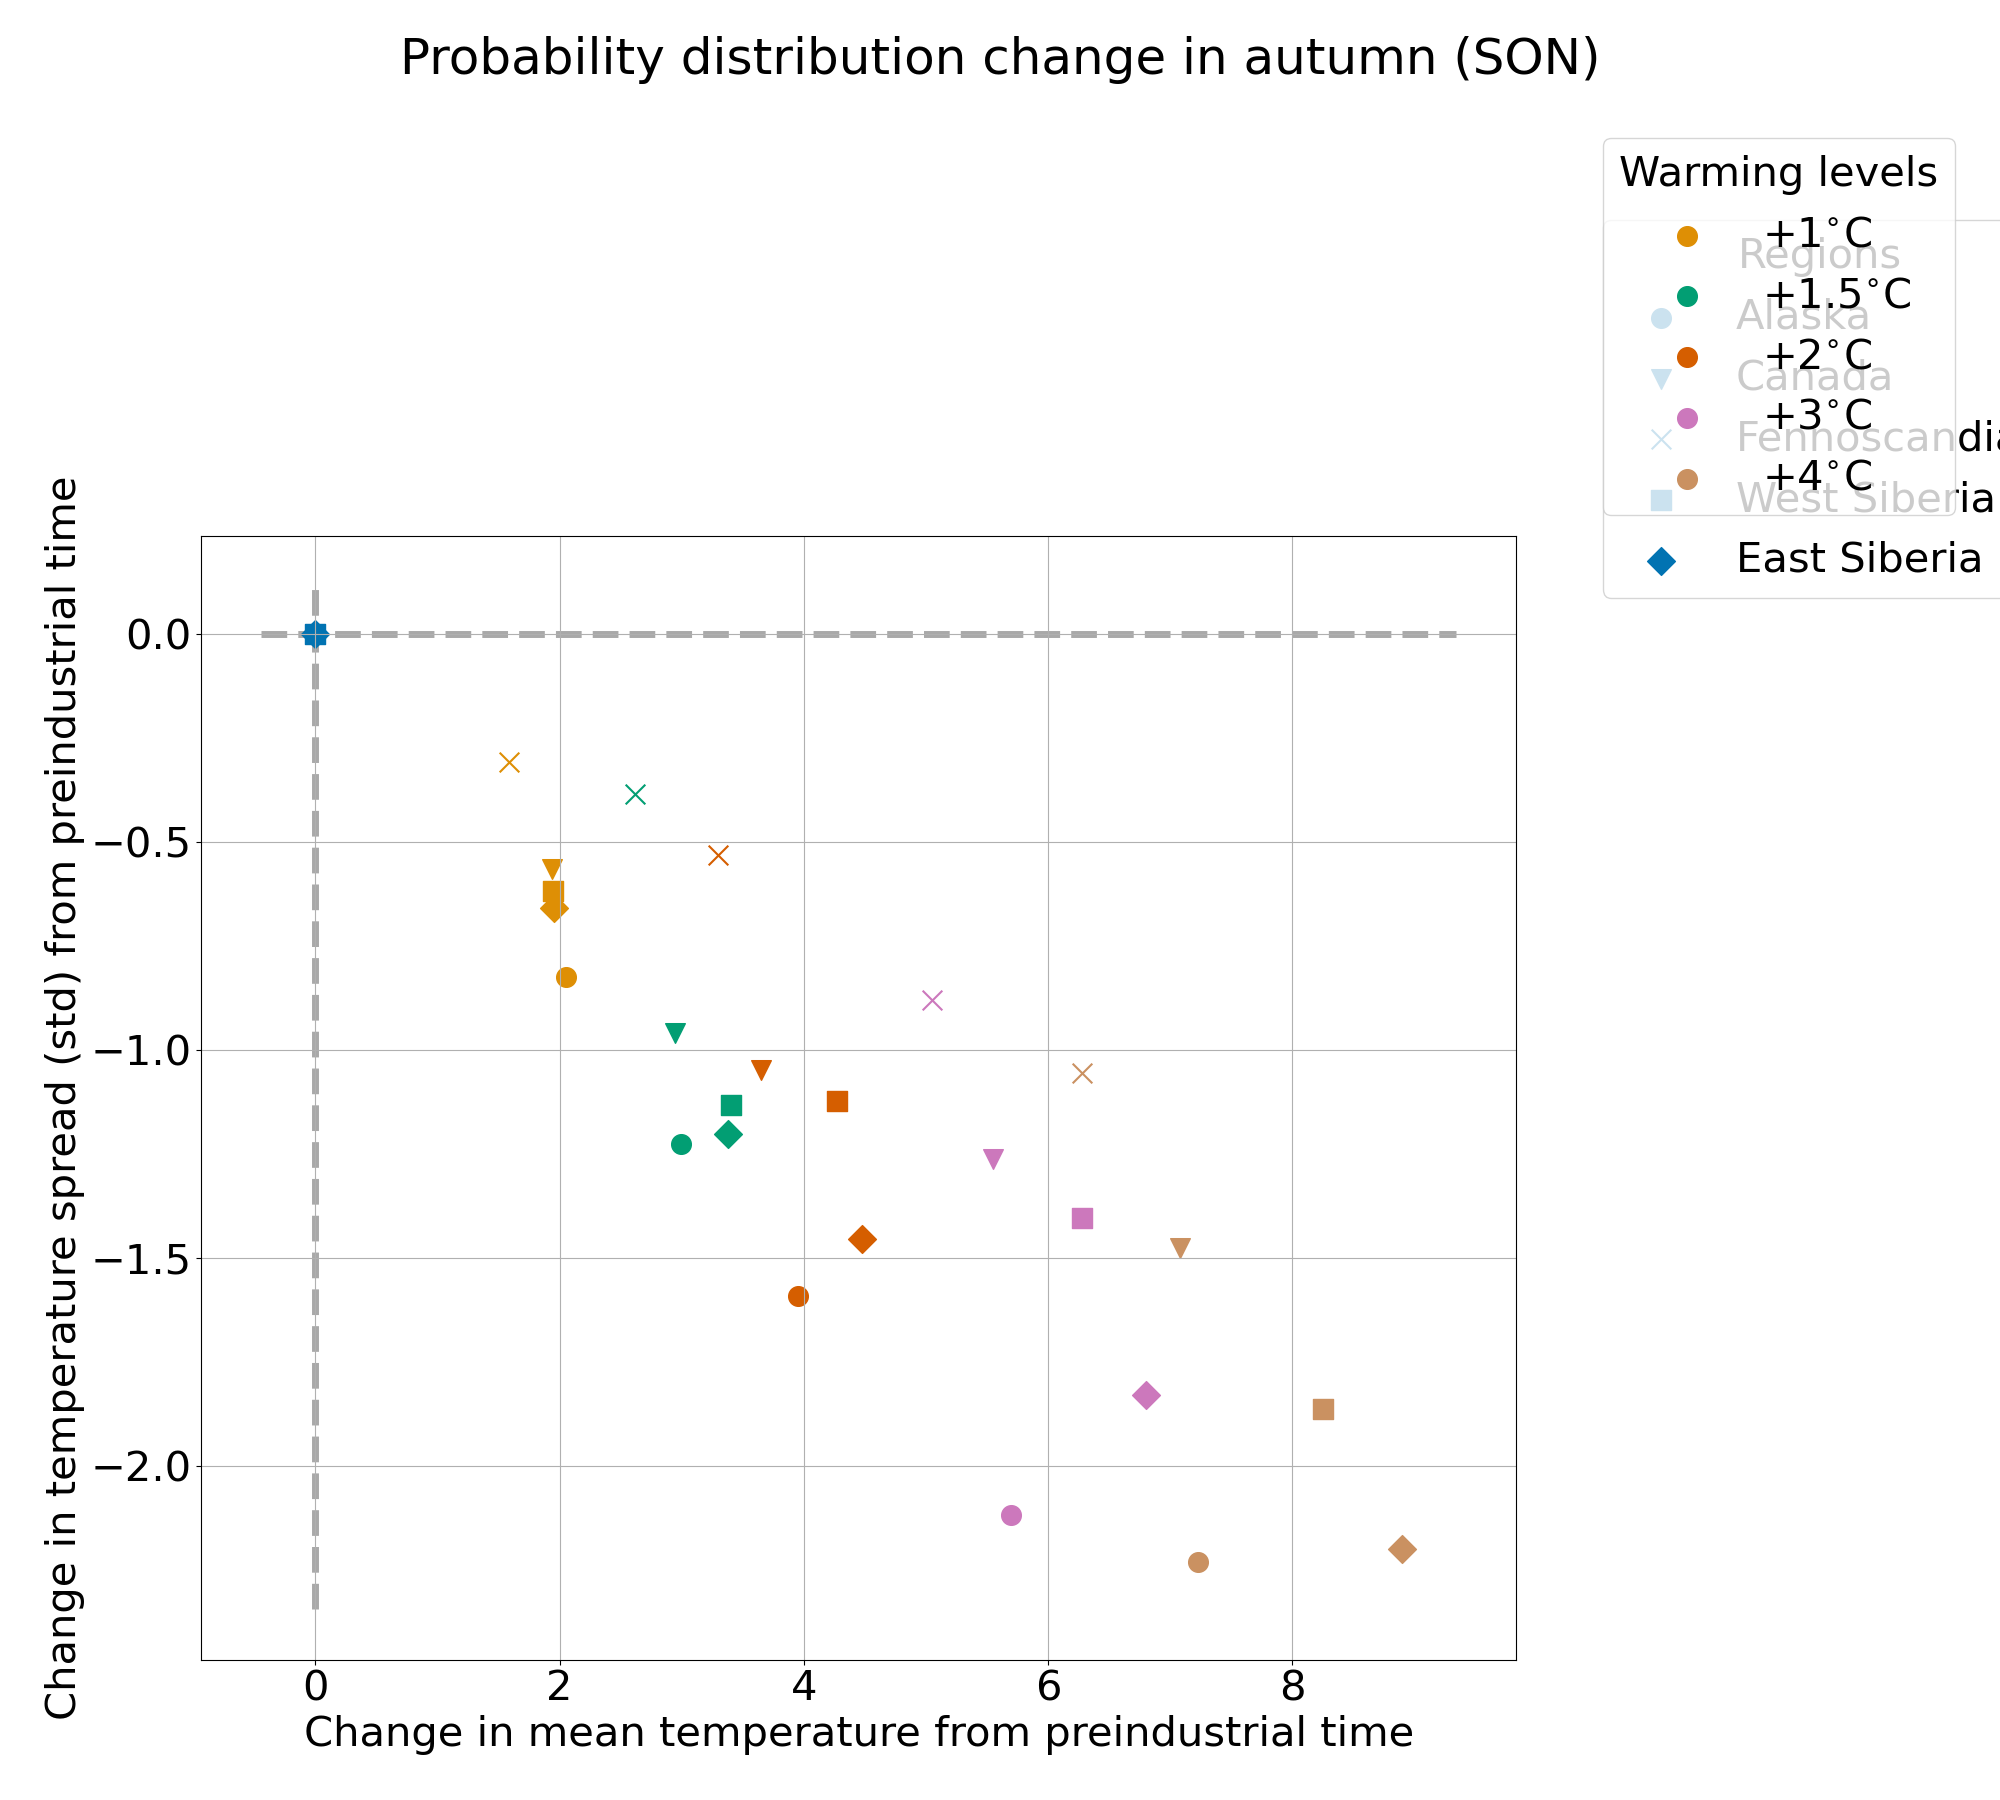 Probability distribution change in autumn (SON)
Warming levels
+1°C
+1.5°C
+2°C
+3°C
+4°C
Regions
Alaska
Canada
Fennoscandia
West Siberia
East Siberia
Change in temperature spread (std) from preindustrial time
0.0
−0.5
−1.0
−1.5
−2.0
0 2 4 6 8
Change in mean temperature from preindustrial time